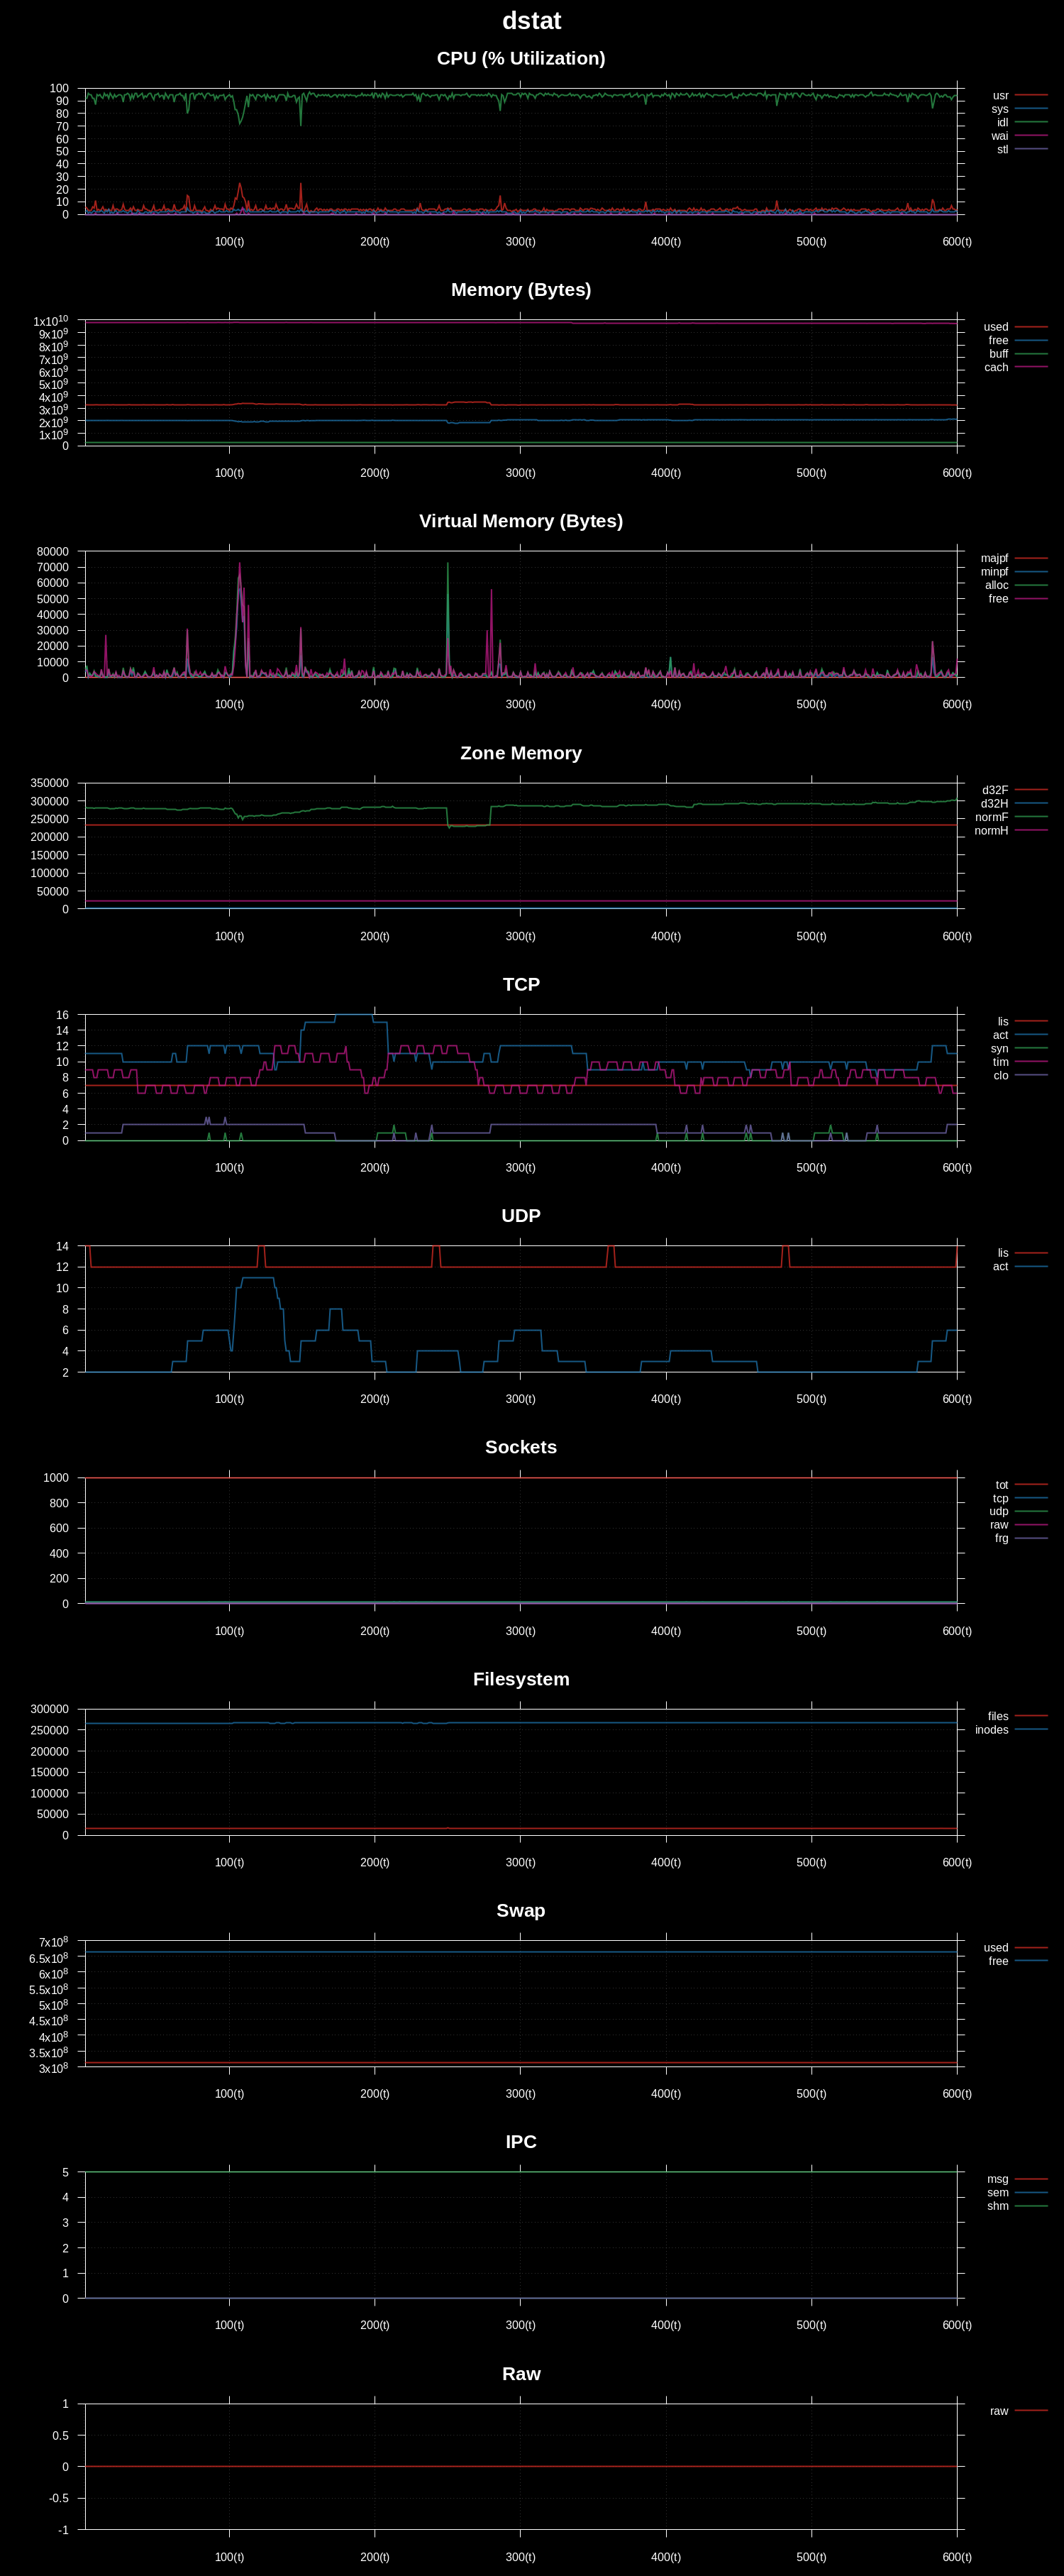 dstat
CPU (% Utilization)
100
90
80
70
60
50
40
30
20
10
0
100(t) 200(t) 300(t) 400(t) 500(t) 600(t)
usr
sys
idl
wai
stl
Memory (Bytes)
1x10^10
9x10^9
8x10^9
7x10^9
6x10^9
5x10^9
4x10^9
3x10^9
2x10^9
1x10^9
0
100(t) 200(t) 300(t) 400(t) 500(t) 600(t)
used
free
buff
cach
Virtual Memory (Bytes)
80000
70000
60000
50000
40000
30000
20000
10000
0
100(t) 200(t) 300(t) 400(t) 500(t) 600(t)
majpf
minpf
alloc
free
Zone Memory
350000
300000
250000
200000
150000
100000
50000
0
100(t) 200(t) 300(t) 400(t) 500(t) 600(t)
d32F
d32H
normF
normH
TCP
16
14
12
10
8
6
4
2
0
100(t) 200(t) 300(t) 400(t) 500(t) 600(t)
lis
act
syn
tim
clo
UDP
14
12
10
8
6
4
2
100(t) 200(t) 300(t) 400(t) 500(t) 600(t)
lis
act
Sockets
1000
800
600
400
200
0
100(t) 200(t) 300(t) 400(t) 500(t) 600(t)
tot
tcp
udp
raw
frg
Filesystem
300000
250000
200000
150000
100000
50000
0
100(t) 200(t) 300(t) 400(t) 500(t) 600(t)
files
inodes
Swap
7x10^8
6.5x10^8
6x10^8
5.5x10^8
5x10^8
4.5x10^8
4x10^8
3.5x10^8
3x10^8
100(t) 200(t) 300(t) 400(t) 500(t) 600(t)
used
free
IPC
5
4
3
2
1
0
100(t) 200(t) 300(t) 400(t) 500(t) 600(t)
msg
sem
shm
Raw
1
0.5
0
-0.5
-1
100(t) 200(t) 300(t) 400(t) 500(t) 600(t)
raw